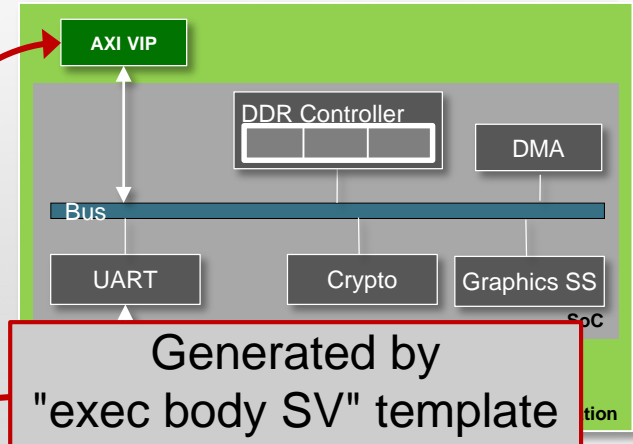 AXI VIP
DDR Controller
DMA
Bus
UART
Crypto
Graphics SS
SoC
Generated by
"exec body SV" template